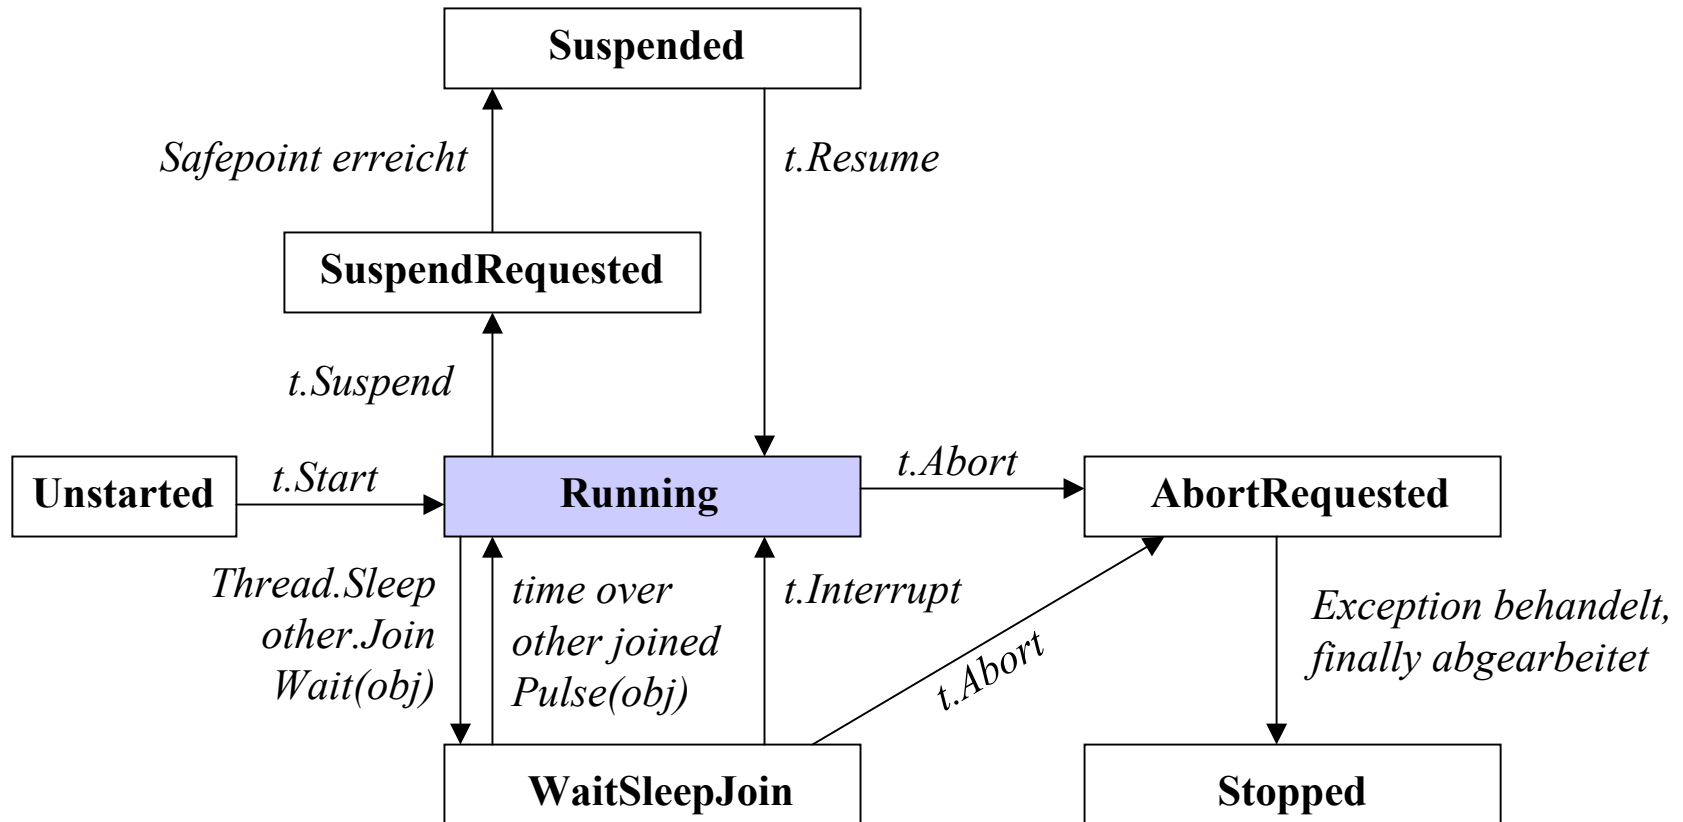 Suspended
Safepoint erreicht
t.Resume
SuspendRequested
t.Suspend
Unstarted
t.Start
Running
t.Abort
AbortRequested
Thread.Sleep
other.Join
Wait(obj)
time over
other joined
Pulse(obj)
t.Interrupt
t.Abort
Exception behandelt,
finally abgearbeitet
WaitSleepJoin
Stopped